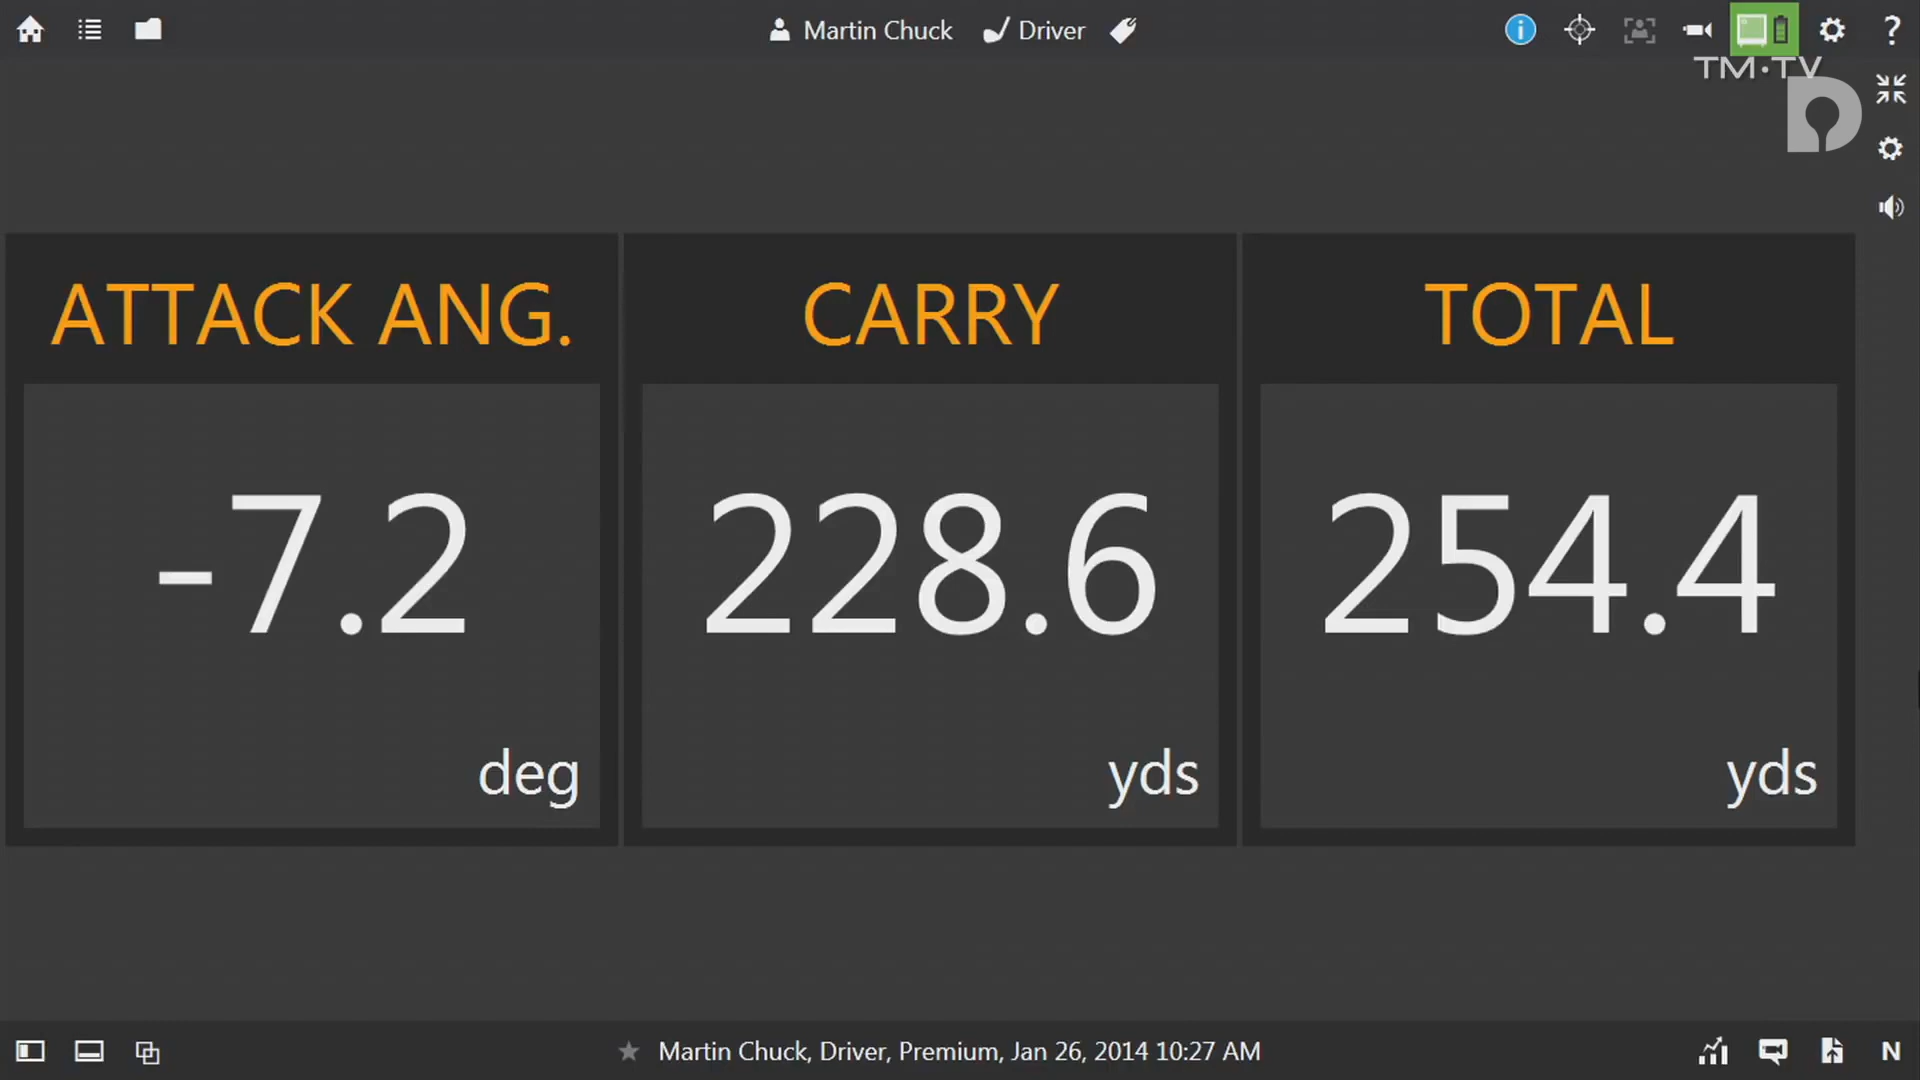 Martin Chuck Driver
TM·TV
ATTACK ANG. CARRY TOTAL
-7.2 228.6 254.4
deg yds yds
Martin Chuck, Driver, Premium, Jan 26, 2014 10:27 AM
N